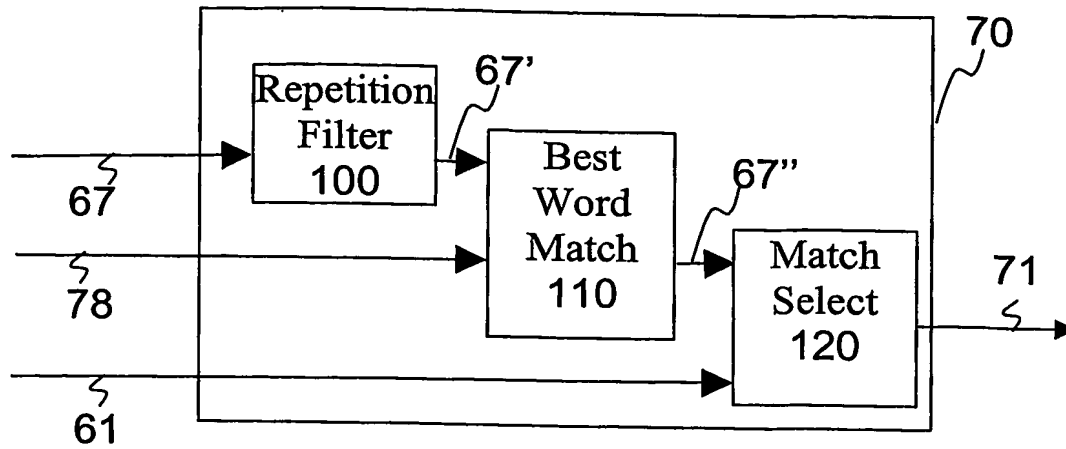 70
67’
Repetition
Filter
100
67
Best
Word
Match
110
67’’
78
Match
Select
120
71
61